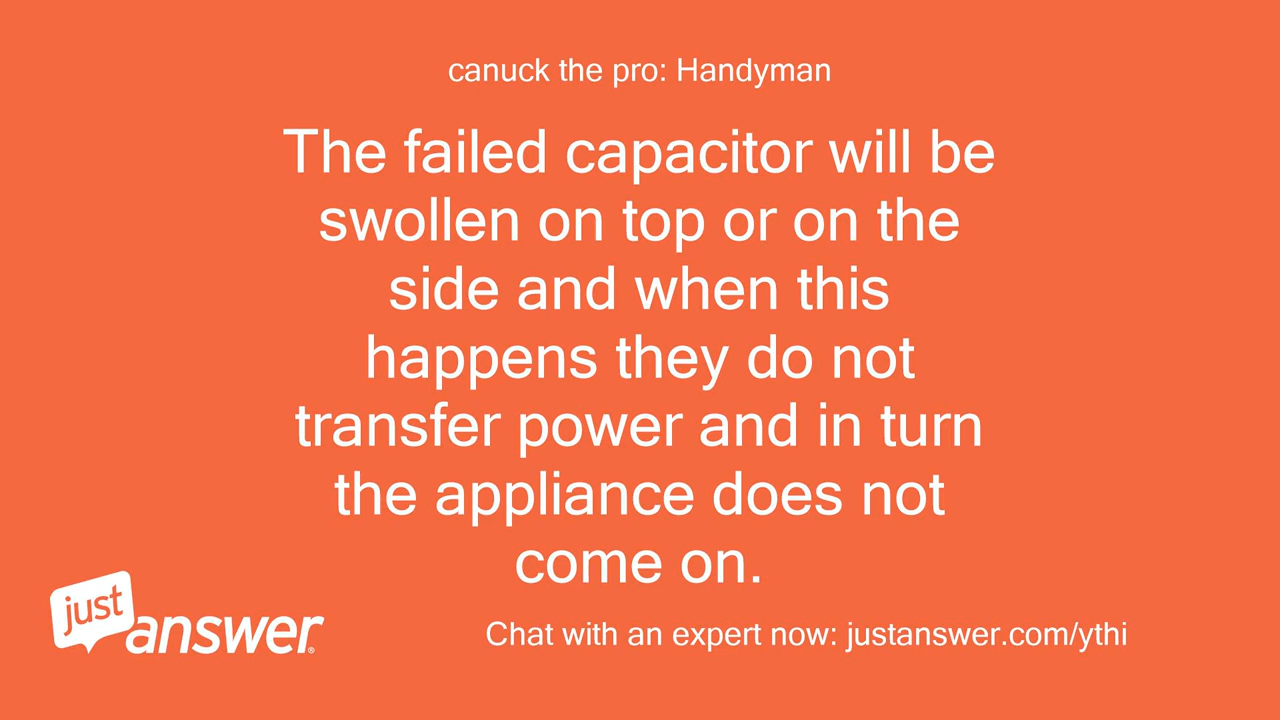 canuck the pro: Handyman
The failed capacitor will be
swollen on top or on the
side and when this
happens they do not
transfer power and in turn
the appliance does not
come on.
just
answer®
Chat with an expert now: justanswer.com/ythi